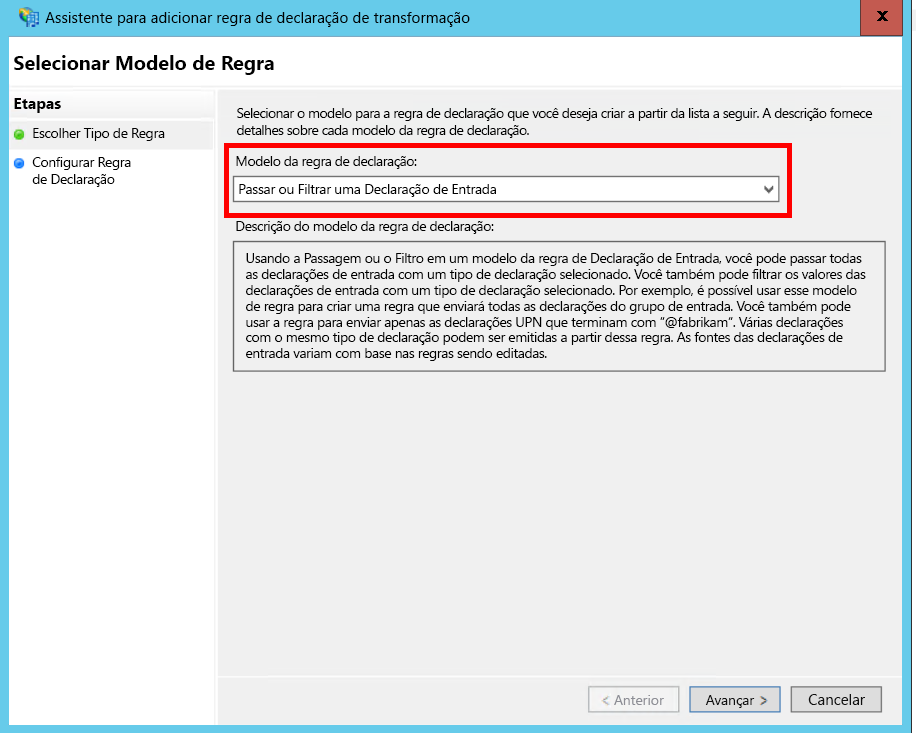 Assistente para adicionar regra de declaração de transformação
x
Selecionar Modelo de Regra
Etapas
Escolher Tipo de Regra
Configurar Regra
de Declaração
Selecionar o modelo para a regra de declaração que você deseja criar a partir da lista a seguir. A descrição fornece
detalhes sobre cada modelo da regra de declaração.
Modelo da regra de declaração:
Passar ou Filtrar uma Declaração de Entrada
Descrição do modelo da regra de declaração:
Usando a Passagem ou o Filtro em um modelo da regra de Declaração de Entrada, você pode passar todas
as declarações de entrada com um tipo de declaração selecionado. Você também pode filtrar os valores das
declarações de entrada com um tipo de declaração selecionado. Por exemplo, é possível usar esse modelo
de regra para criar uma regra que enviará todas as declarações do grupo de entrada. Você também pode
usar a regra para enviar apenas as declarações UPN que terminam com "@fabrikam". Várias declarações
com o mesmo tipo de declaração podem ser emitidas a partir dessa regra. As fontes das declarações de
entrada variam com base nas regras sendo editadas.
< Anterior
Avançar >
Cancelar